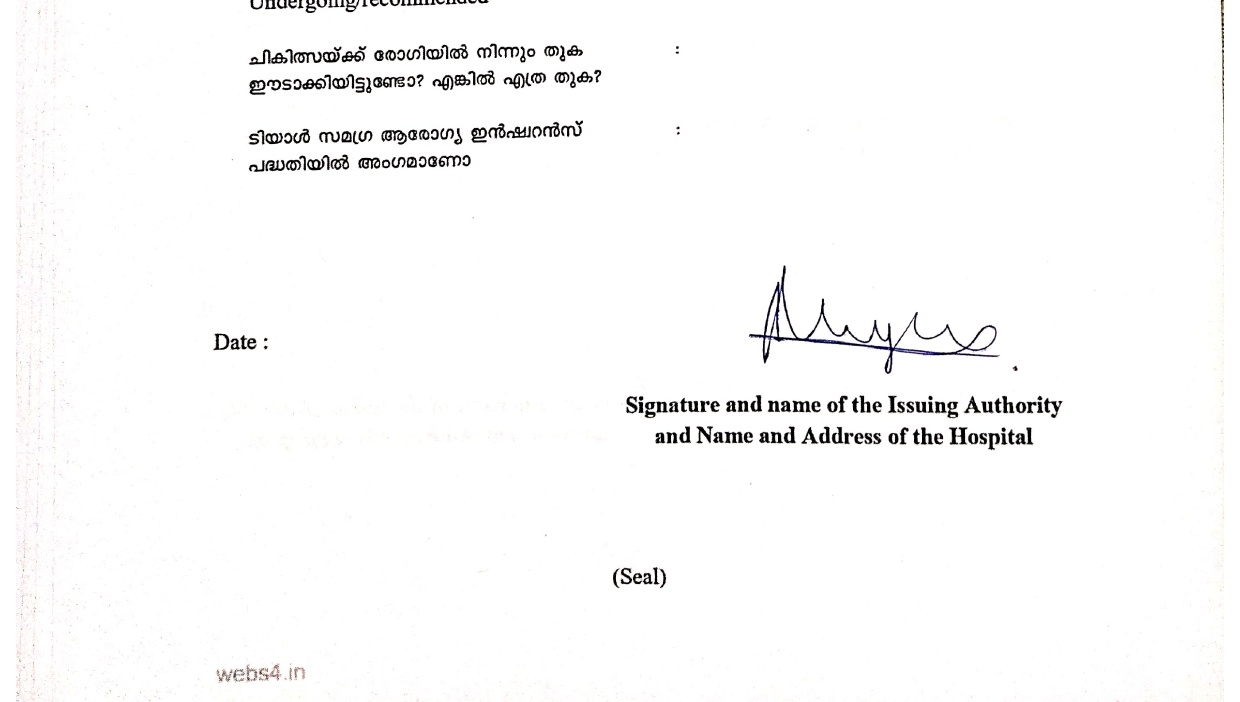 Undergoing/recommended
ചികിത്സയ്ക്ക് രോഗിയിൽ നിന്നും തുക :
ഈടാക്കിയിട്ടുണ്ടോ? എങ്കിൽ എത്ര തുക?
ടിയാൾ സമഗ്ര ആരോഗ്യ ഇൻഷ്വറൻസ് :
പദ്ധതിയിൽ അംഗമാണോ
Date :
Signature and name of the Issuing Authority
and Name and Address of the Hospital
(Seal)
webs4.in